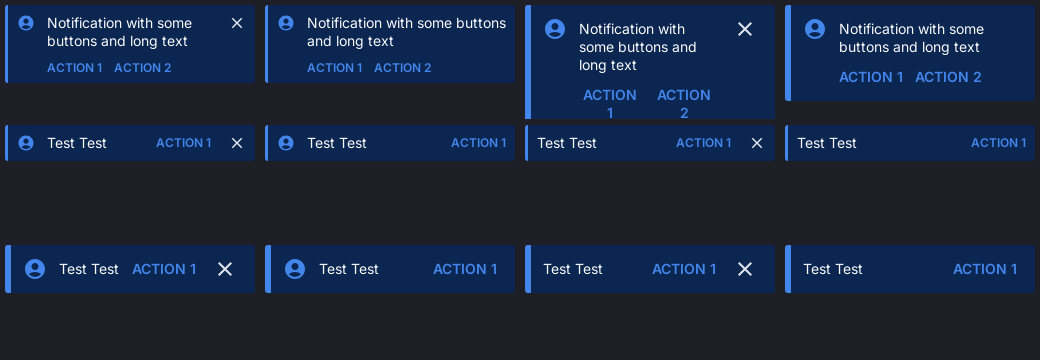 Notification with some
buttons and long text
ACTION 1 ACTION 2
Notification with some buttons
and long text
ACTION 1 ACTION 2
Notification with
some buttons and
long text
ACTION
1
ACTION
2
Notification with some
buttons and long text
ACTION 1 ACTION 2
Test Test ACTION 1
Test Test ACTION 1
Test Test ACTION 1
Test Test ACTION 1
Test Test ACTION 1
Test Test ACTION 1
Test Test ACTION 1
Test Test ACTION 1